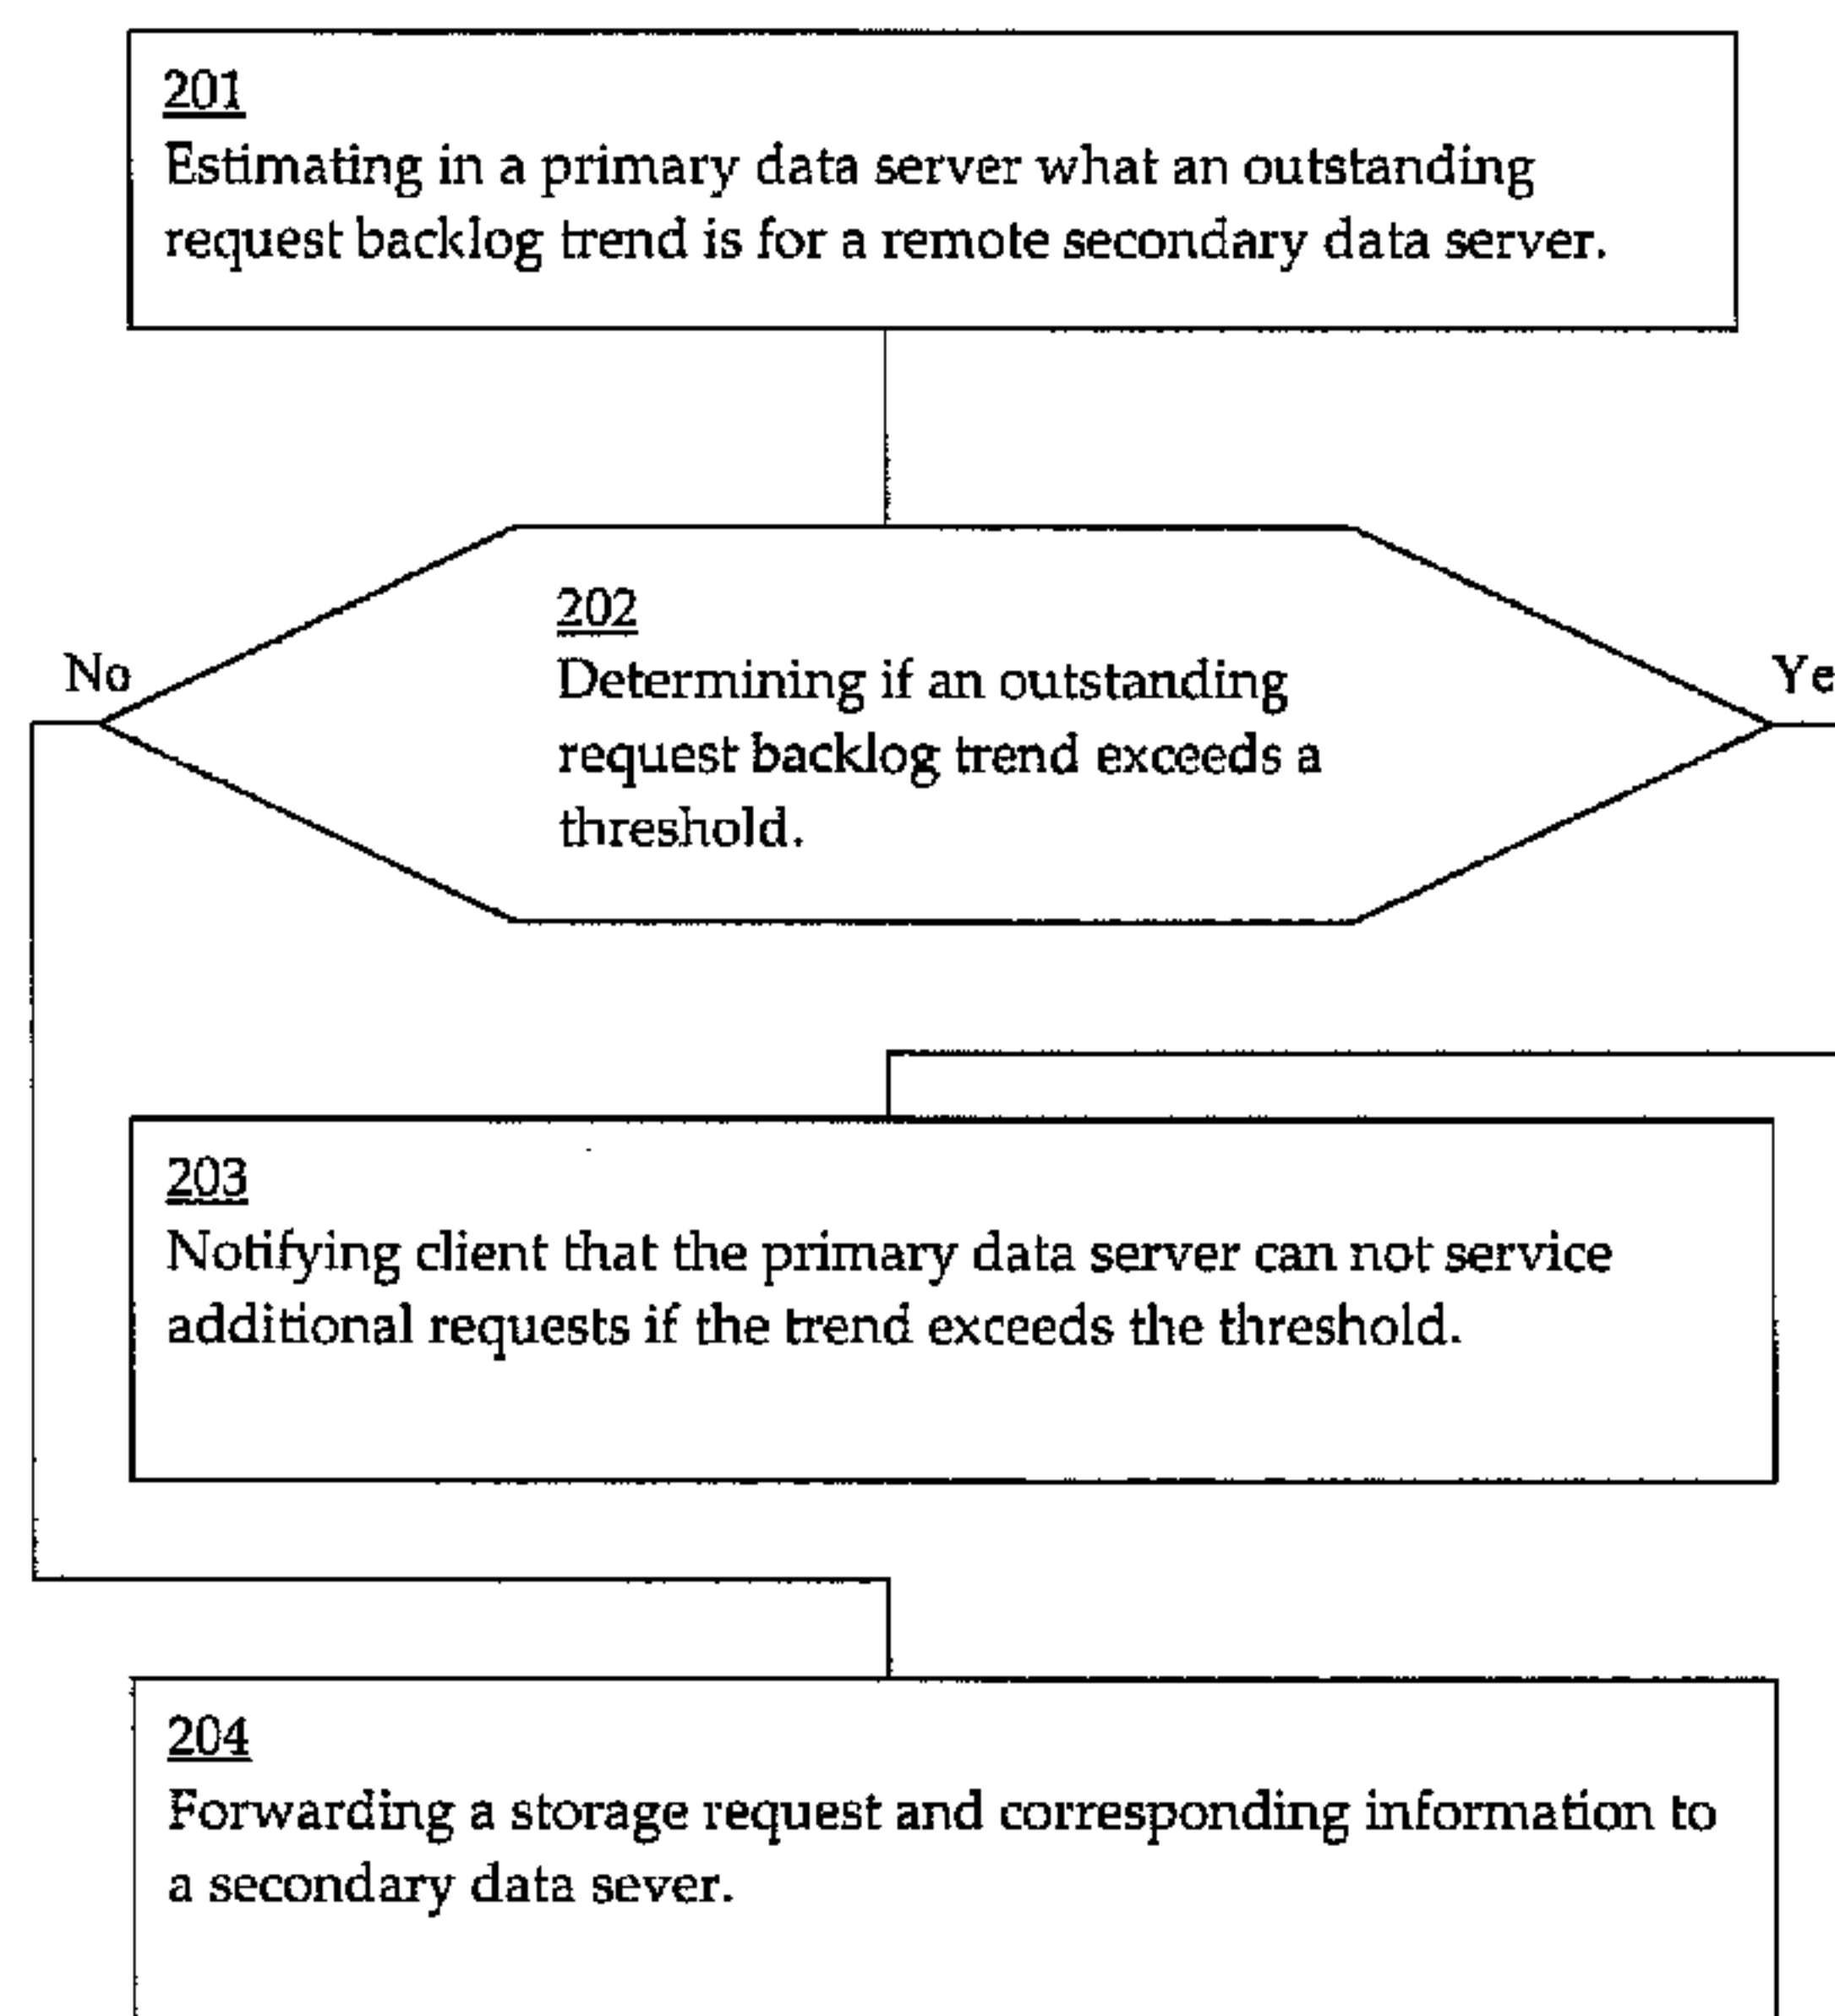 201
Estimating in a primary data server what an outstanding
request backlog trend is for a remote secondary data server.
202
No
Ye
Determining if an outstanding
request backlog trend exceeds a
threshold.
203
Notifying client that the primary data server can not service
additional requests if the trend exceeds the threshold.
204
Forwarding a storage request and corresponding information to
a secondary data sever.